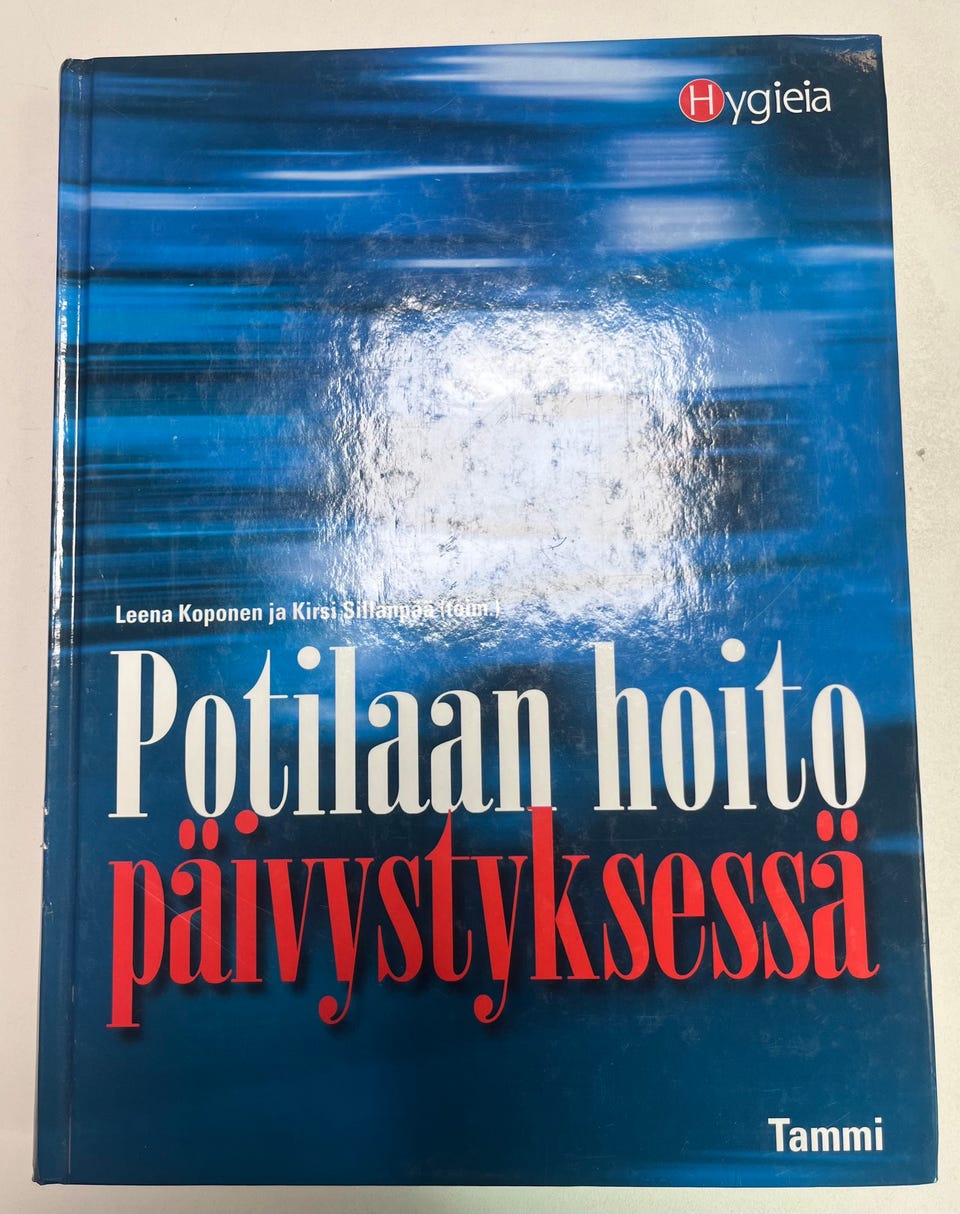 Hygieia
Leena Koponen ja Kirsi Sillanpää (toim.)
Potilaan hoito
päivystyksessä
Tammi